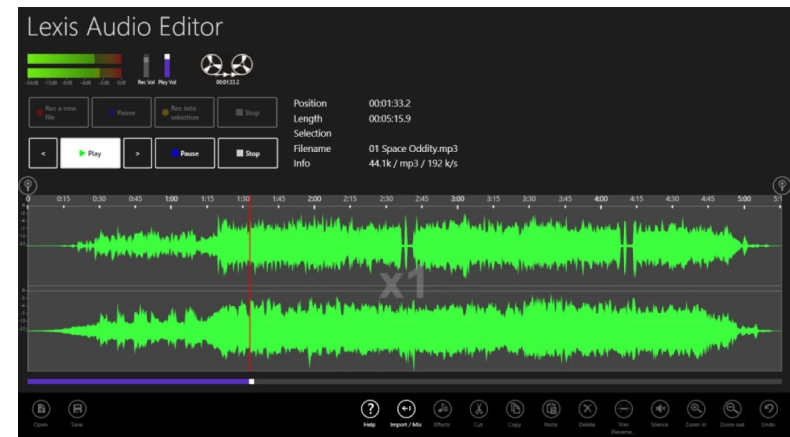 Lexis Audio Editor
Rec Vol Play Vol
00:01:33.2
Rec a new file
Pause
Rec into selection
Stop
Position 00:01:33.2
Length 00:05:15.9
Selection
Filename 01 Space Oddity.mp3
Info 44.1k / mp3 / 192 k/s
<
Play
>
Pause
Stop
0 0:15 0:30 0:45 1:00 1:15 1:30 1:45 2:00 2:15 2:30 2:45 3:00 3:15 3:30 3:45 4:00 4:15 4:30 4:45 5:00 5:1
x1
Open Save Help Import / Mix Effects Cut Copy Paste Delete Trim Silence Zoom in Zoom out Undo